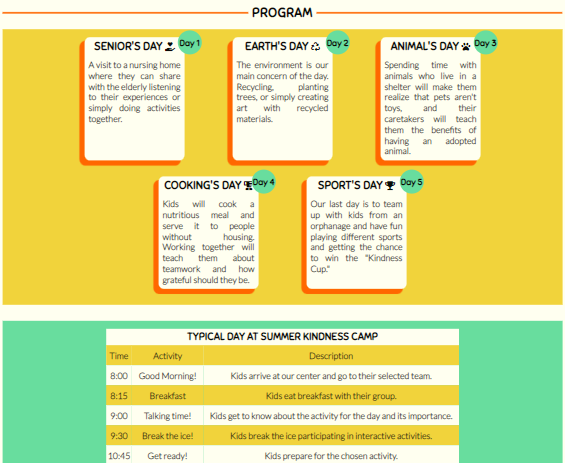 PROGRAM
SENIOR'S DAY
Day 1
A visit to a nursing home
where they can share
with the elderly listening
to their experiences or
simply doing activities
together.
EARTH'S DAY
Day 2
The environment is our
main concern of the day.
Recycling, planting
trees, or simply creating
art with recycled
materials.
ANIMAL'S DAY
Day 3
Spending time with
animals who live in a
shelter will make them
realize that pets aren't
toys, and their
caretakers will teach
them the benefits of
having an adopted
animal.
COOKING'S DAY
Day 4
Kids will cook a
nutritious meal and
serve it to people
without housing.
Working together will
teach them about
teamwork and how
grateful should they be.
SPORT'S DAY
Day 5
Our last day is to team
up with kids from an
orphanage and have fun
playing different sports
and getting the chance
to win the "Kindness
Cup."
TYPICAL DAY AT SUMMER KINDNESS CAMP
Time Activity Description
8:00 Good Morning! Kids arrive at our center and go to their selected team.
8:15 Breakfast Kids eat breakfast with their group.
9:00 Talking time! Kids get to know about the activity for the day and its importance.
9:30 Break the ice! Kids break the ice participating in interactive activities.
10:45 Get ready! Kids prepare for the chosen activity.